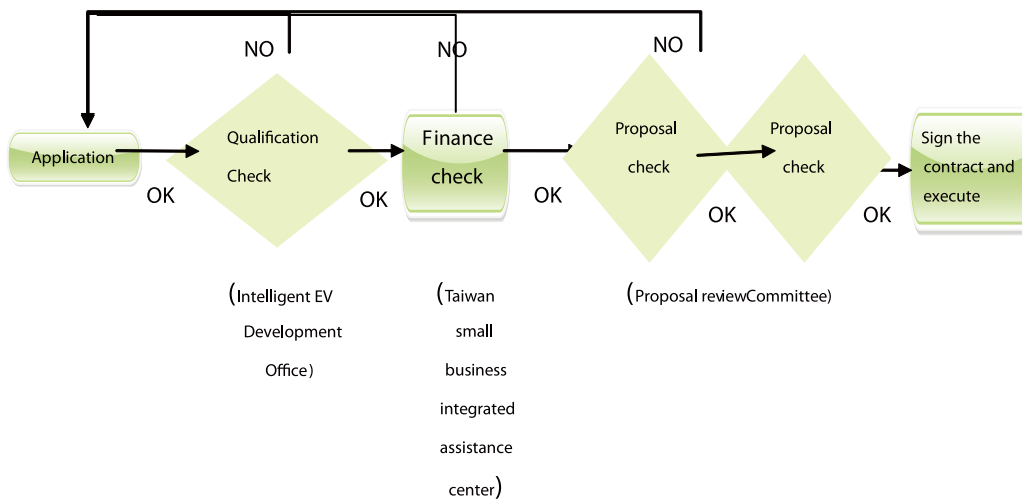 NO
NO
NO
Application
OK
Qualification
Check
OK
Finance
check
OK
Proposal
check
OK
Proposal
check
OK
Sign the
contract and
execute
(Intelligent EV
Development
Office)
(Taiwan
small
business
integrated
assistance
center)
(Proposal reviewCommittee)